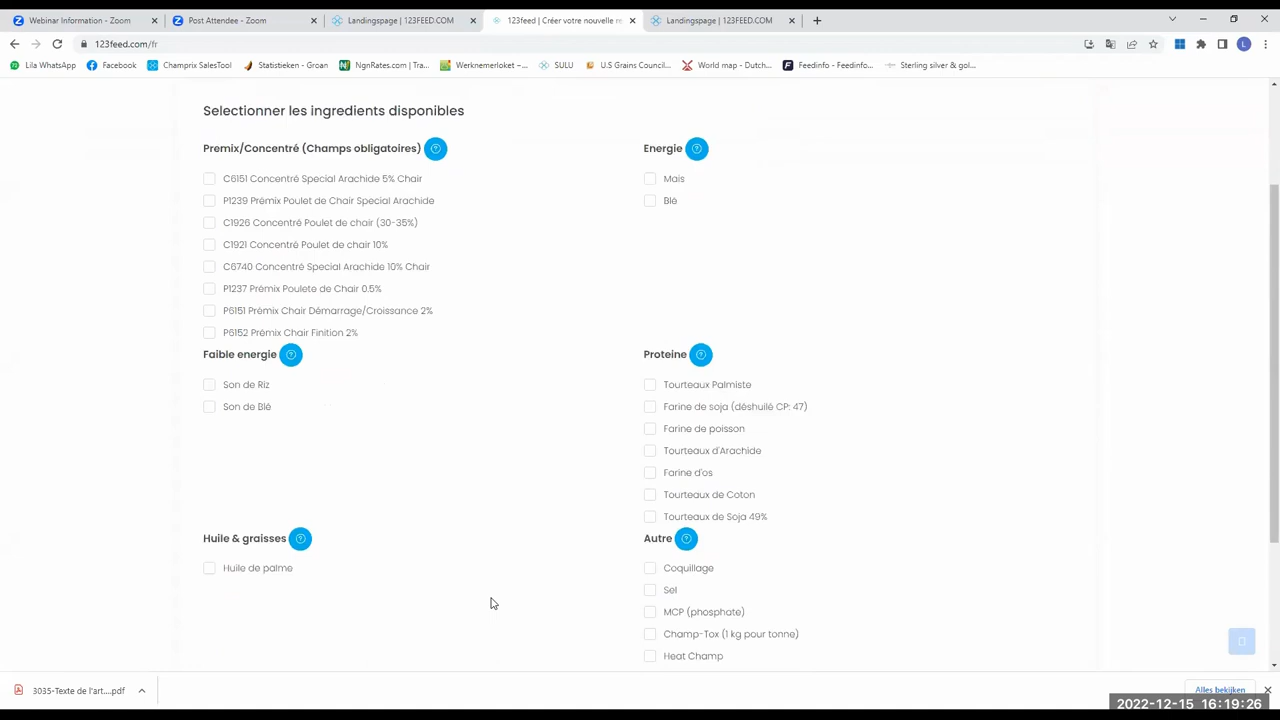 Webinar Information - Zoom
Post Attendee - Zoom
Landingspage | 123FEED.COM
123feed | Créer votre nouvelle re
Landingspage | 123FEED.COM
123feed.com/fr
Lila WhatsApp
Facebook
Champrix SalesTool
Statistieken - Groan
NgnRates.com | Tra...
Werknemerloket –...
SULU
U.S Grains Council...
World map - Dutch...
Feedinfo - Feedinfo...
Sterling silver & gol...
Selectionner les ingredients disponibles
Premix/Concentré (Champs obligatoires)
C6151 Concentré Special Arachide 5% Chair
P1239 Prémix Poulet de Chair Special Arachide
C1926 Concentré Poulet de chair (30-35%)
C1921 Concentré Poulet de chair 10%
C6740 Concentré Special Arachide 10% Chair
P1237 Prémix Poulete de Chair 0.5%
P6151 Prémix Chair Démarrage/Croissance 2%
P6152 Prémix Chair Finition 2%
Energie
Mais
Blé
Faible energie
Son de Riz
Son de Blé
Proteine
Tourteaux Palmiste
Farine de soja (déshuilé CP: 47)
Farine de poisson
Tourteaux d'Arachide
Farine d'os
Tourteaux de Coton
Tourteaux de Soja 49%
Huile & graisses
Huile de palme
Autre
Coquillage
Sel
MCP (phosphate)
Champ-Tox (1 kg pour tonne)
Heat Champ
3035-Texte de l'art....pdf
Alles bekijken
2022-12-15 16:19:26